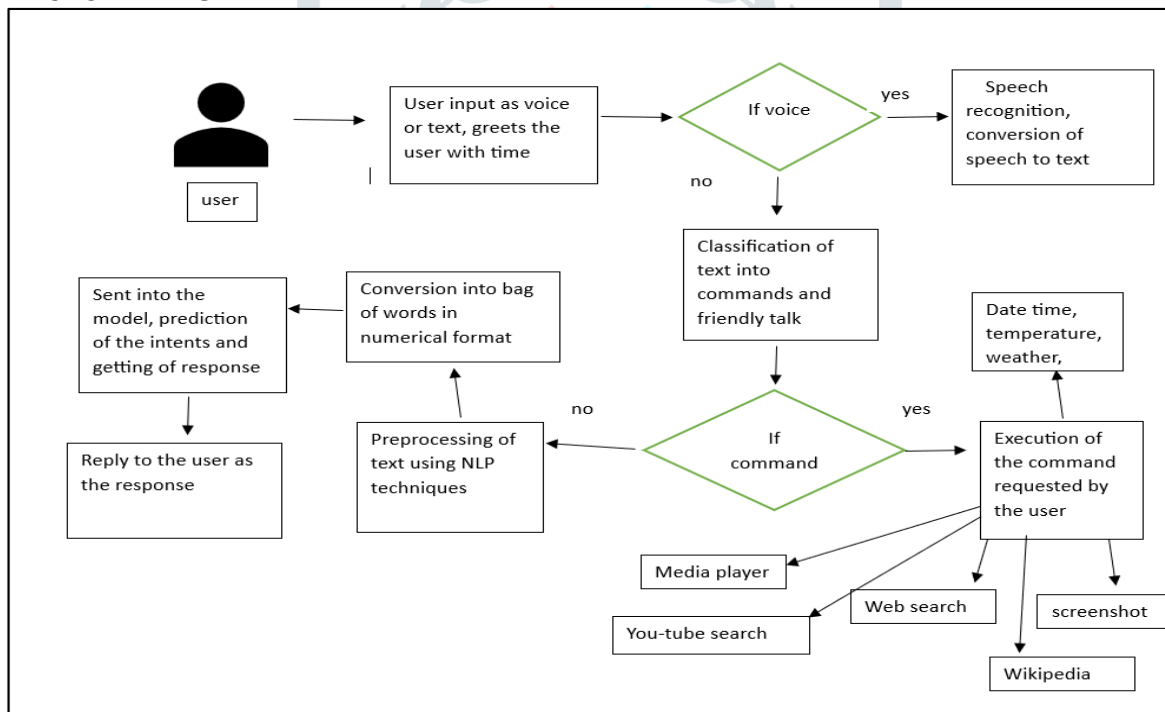 user
User input as voice
or text, greets the
user with time
If voice
yes
Speech
recognition,
conversion of
speech to text
no
Classification of
text into
commands and
friendly talk
If
command
yes
Execution of
the command
requested by
the user
Date time,
temperature,
weather,
Media player
You-tube search
Web search
Wikipedia
screenshot
no
Preprocessing of
text using NLP
techniques
Conversion into bag
of words in
numerical format
Sent into the
model, prediction
of the intents and
getting of response
Reply to the user as
the response